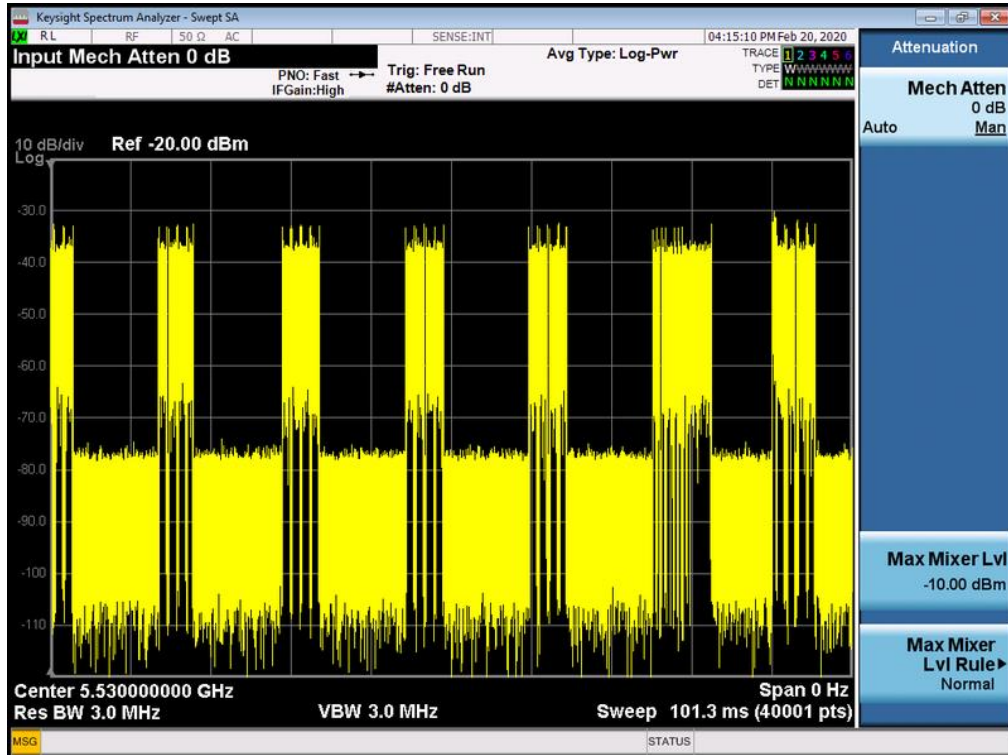 Keysight Spectrum Analyzer - Swept SA
LXI RL RF 50 Ω AC SENSE:INT 04:15:10 PM Feb 20, 2020
Input Mech Atten 0 dB
PNO: Fast
IFGain:High
Trig: Free Run
#Atten: 0 dB
Avg Type: Log-Pwr
TRACE 1 2 3 4 5 6
TYPE WWWWWW
DET N N N N N N
10 dB/div Ref -20.00 dBm
Log
-30.0
-40.0
-50.0
-60.0
-70.0
-80.0
-90.0
-100
-110
Center 5.530000000 GHz Span 0 Hz
Res BW 3.0 MHz VBW 3.0 MHz Sweep 101.3 ms (40001 pts)
MSG STATUS
Attenuation
Mech Atten
0 dB
Auto Man
Max Mixer Lvl
-10.00 dBm
Max Mixer
Lvl Rule
Normal